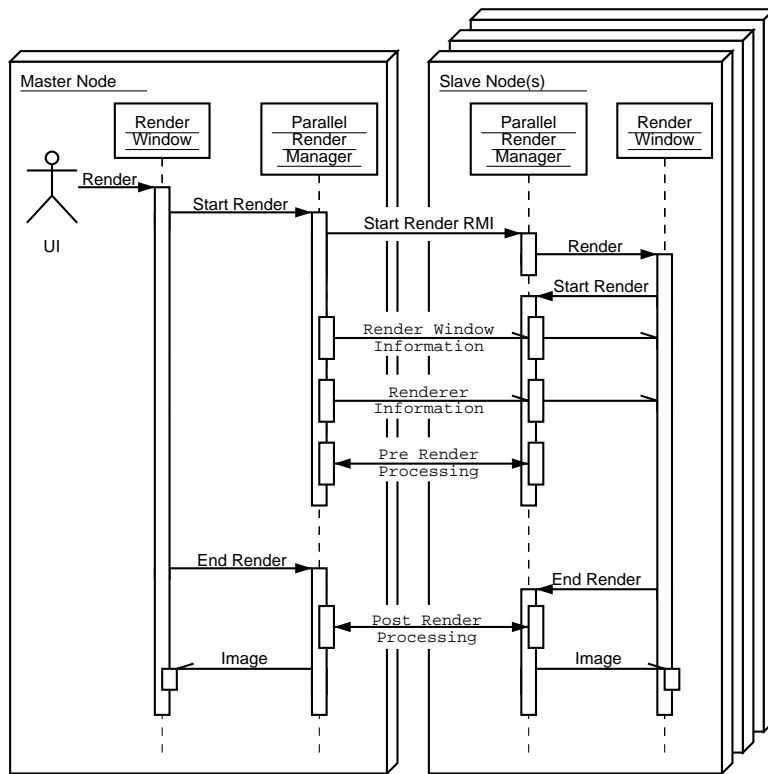 Master Node
Slave Node(s)
Render
Window
Parallel
Render
Manager
Parallel
Render
Manager
Render
Window
Render
UI
Start Render
Start Render RMI
Render
Start Render
Render Window
Information
Renderer
Information
Pre Render
Processing
End Render
End Render
Post Render
Processing
Image
Image